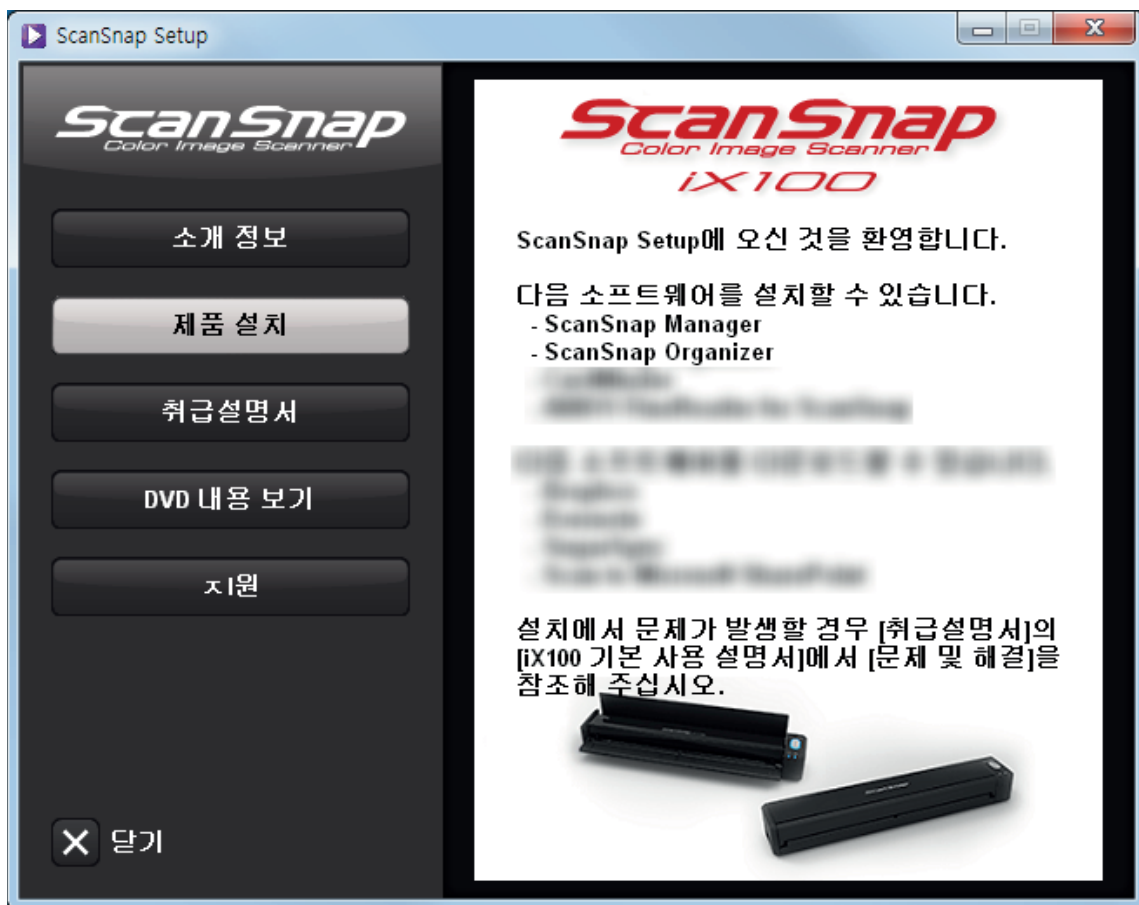 ScanSnap Setup
ScanSnap
Color Image Scanner
소개 정보
제품 설치
취급설명서
DVD 내용 보기
지원
닫기
ScanSnap
Color Image Scanner
iX100
ScanSnap Setup에 오신 것을 환영합니다.
다음 소프트웨어를 설치할 수 있습니다.
- ScanSnap Manager
- ScanSnap Organizer
설치에서 문제가 발생할 경우 [취급설명서]의
[iX100 기본 사용 설명서]에서 [문제 및 해결]을
참조해 주십시오.